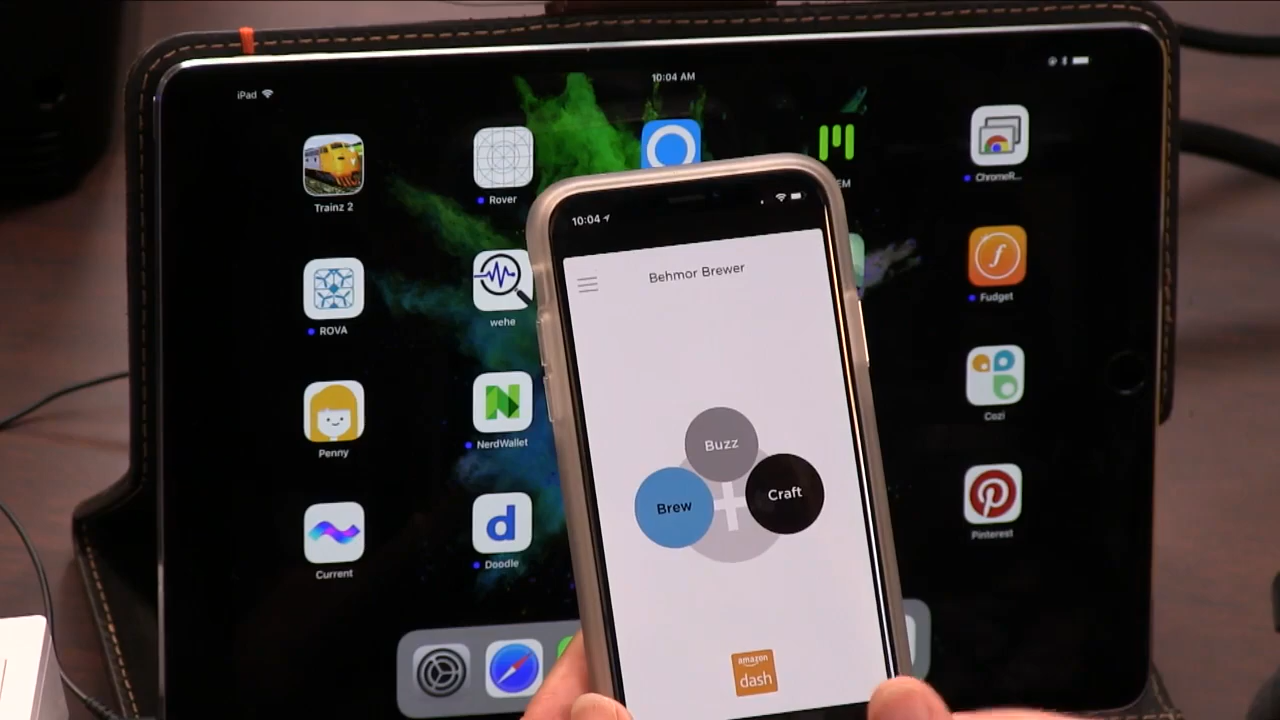 iPad
10:04 AM
Trainz 2
Rover
EM
ChromeR...
ROVA
wehe
Fudget
Penny
NerdWallet
Cozi
Current
d
Doodle
Pinterest
10:04
Behmor Brewer
Buzz
Brew
Craft
amazon
dash